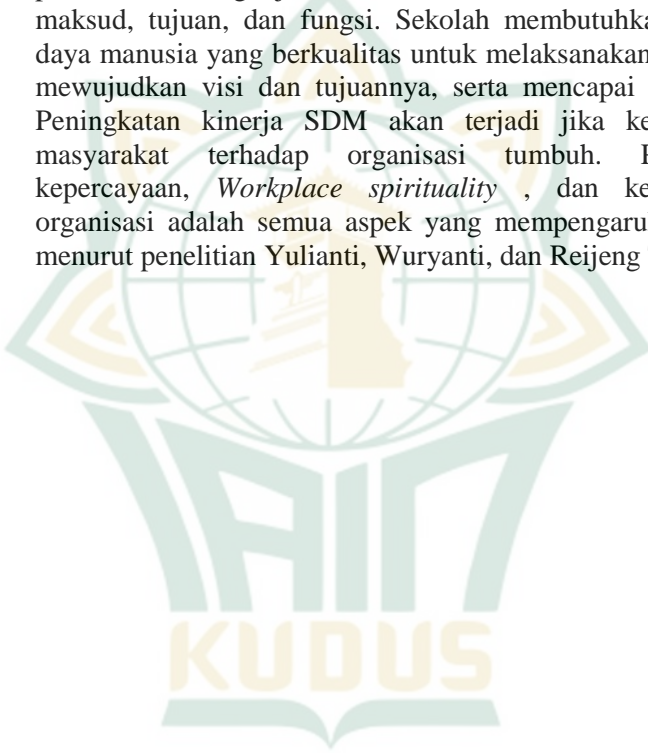 maksud, tujuan, dan fungsi. Sekolah membutuhka
daya manusia yang berkualitas untuk melaksanakan
mewujudkan visi dan tujuannya, serta mencapai
Peningkatan kinerja SDM akan terjadi jika ke
masyarakat terhadap organisasi tumbuh.
kepercayaan, Workplace spirituality , dan ke
organisasi adalah semua aspek yang mempengaru
menurut penelitian Yulianti, Wuryanti, dan Reijeng
IAIN
KUDUS